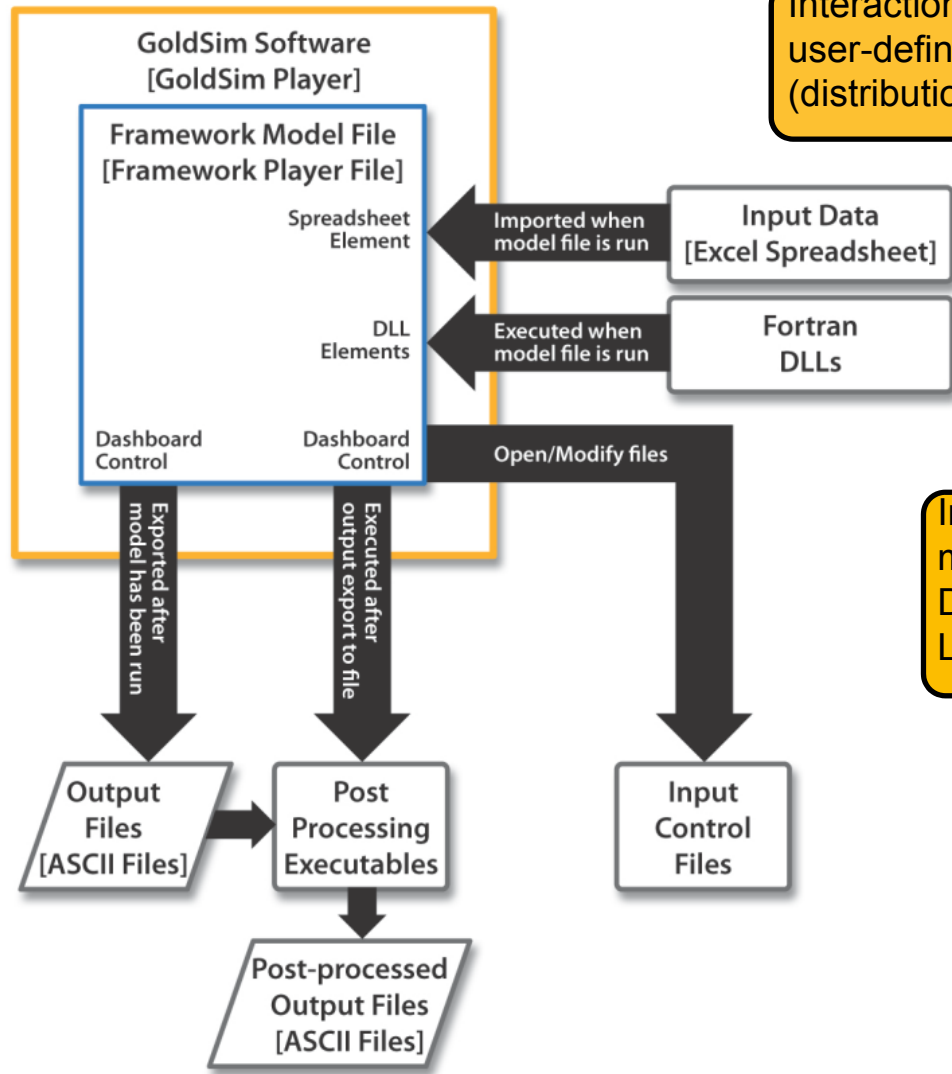 GoldSim Software
[GoldSim Player]
Framework Model File
[Framework Player File]
Spreadsheet
Element
DLL
Elements
Dashboard
Control
Dashboard
Control
Imported when
model file is run
Input Data
[Excel Spreadsheet]
Executed when
model file is run
Fortran
DLLs
Open/Modify files
Exported after
model has been run
Executed after
output export to file
Output
Files
[ASCII Files]
Post
Processing
Executables
Input
Control
Files
Post-processed
Output Files
[ASCII Files]